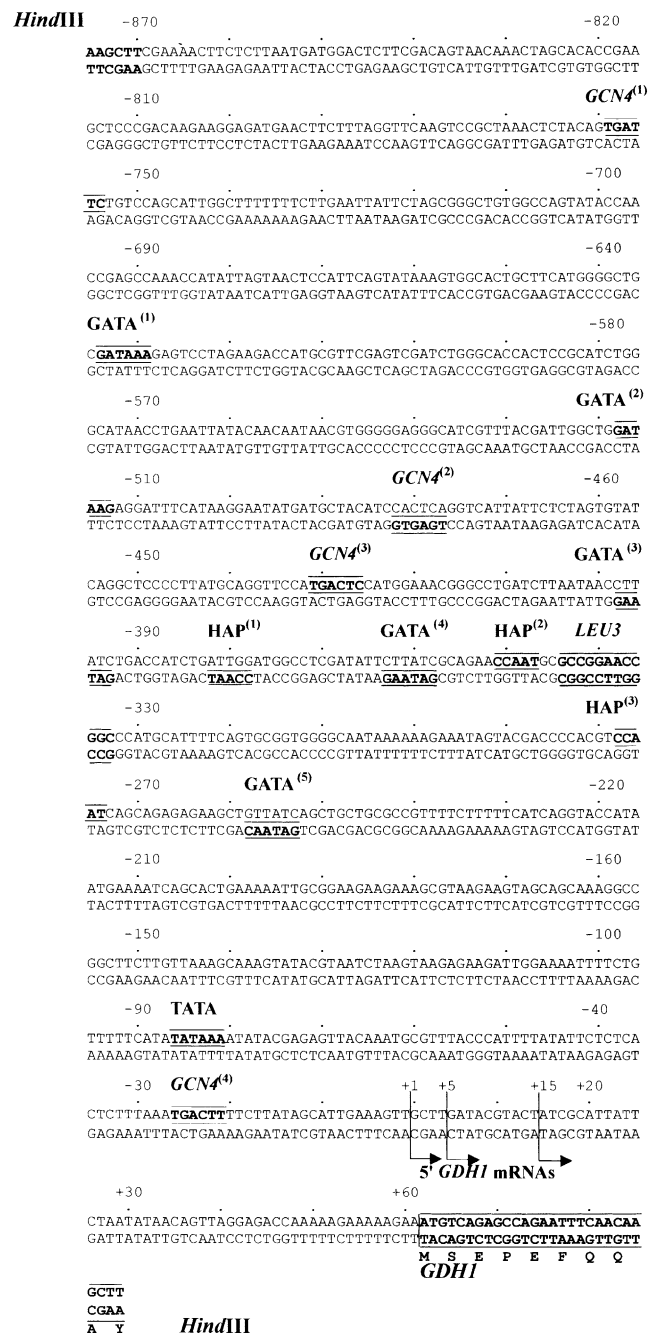 HindIII -870 -820
AAGCTTCGAAAACTTCTCTTAATGATGGACTCTTCGACAGTAACAAACTAGCACACCGAA
TTCGAAGCTTTTGAAGAGAATTACTACCTGAGAAGCTGTCATTGTTTGATCGTGTGGCTT
-810 GCN4(1)
GCTCCCGACAAGAAGGAGATGAACTTCTTTAGGTTCAAGTCCGCTAAACTCTACAGTGAT
CGAGGGCTGTTCTTCCTCTACTTGAAGAAATCCAAGTTCAGGCGATTTGAGATGTCACTA
-750 -700
TCTGTCCAGCATTGGCTTTTTTTCTTGAATTATTCTAGCGGGCTGTGGCCAGTATACCAA
AGACAGGTCGTAACCGAAAAAAAGAACTTAATAAGATCGCCCGACACCGGTCATATGGTT
-690 -640
CCGAGCCAAACCATATTAGTAACTCCATTCAGTATAAAGTGGCACTGCTTCATGGGGCTG
GGCTCGGTTTGGTATAATCATTGAGGTAAGTCATATTTCACCGTGACGAAGTACCCCGAC
GATA(1) -580
CGATAAAGAGTCCTAGAAGACCATGCGTTCGAGTCGATCTGGGCACCACTCCGCATCTGG
GCTATTTCTCAGGATCTTCTGGTACGCAAGCTCAGCTAGACCCGTGGTGAGGCGTAGACC
-570 GATA(2)
GCATAACCTGAATTATACAACAATAACGTGGGGGAGGGCATCGTTTACGATTGGCTGGAT
CGTATTGGACTTAATATGTTGTTATTGCACCCCCTCCCGTAGCAAATGCTAACCGACCTA
-510 GCN4(2) -460
AAGAGGATTTCATAAGGAATATGATGCTACATCCACTCAGGTCATTATTCTCTAGTGTAT
TTCTCCTAAAGTATTCCTTATACTACGATGTAGGTGAGTCCAGTAATAAGAGATCACATA
-450 GCN4(3) GATA(3)
CAGGCTCCCCTTATGCAGGTTCCATGACTCCATGGAAACGGGCCTGATCTTAATAACCTT
GTCCGAGGGGAATACGTCCAAGGTACTGAGGTACCTTTGCCCGGACTAGAATTATTGGAA
-390 HAP(1) GATA(4) HAP(2) LEU3
ATCTGACCATCTGATTGGATGGCCTCGATATTCTTATCGCAGAACCAATGCGCCGGAACC
TAGACTGGTAGACTAACCTACCGGAGCTATAAGAATAGCGTCTTGGTTACGCGGCCTTGG
-330 HAP(3)
GGCCCATGCATTTTCAGTGCGGTGGGGCAATAAAAAAGAAATAGTACGACCCCACGTCCA
CCGGGTACGTAAAAGTCACGCCACCCCGTTATTTTTTCTTTATCATGCTGGGGTGCAGGT
-270 GATA(5) -220
ATCAGCAGAGAGAAGCTGTTATCAGCTGCTGCGCCGTTTTCTTTTTCATCAGGTACCATA
TAGTCGTCTCTCTTCGACAATAGTCGACGACGCGGCAAAAGAAAAAGTAGTCCATGGTAT
-210 -160
ATGAAAATCAGCACTGAAAAATTGCGGAAGAAGAAAGCGTAAGAAGTAGCAGCAAAGGCC
TACTTTTAGTCGTGACTTTTTAACGCCTTCTTCTTTCGCATTCTTCATCGTCGTTTCCGG
-150 -100
GGCTTCTTGTTAAAGCAAAGTATACGTAATCTAAGTAAGAGAAGATTGGAAAATTTTCTG
CCGAAGAACAATTTCGTTTCATATGCATTAGATTCATTCTCTTCTAACCTTTTAAAAGAC
-90 TATA -40
TTTTTCATATATAAAATATACGAGAGTTACAAATGCGTTTACCCATTTTATATTCTCTCA
AAAAAGTATATATTTTATATGCTCTCAATGTTTACGCAAATGGGTAAAATATAAGAGAGT
-30 GCN4(4) +1 +5 +15 +20
CTCTTTAAATGACTTTTCTTATAGCATTGAAAGTTGCTTGATACGTACTATCGCATTATT
GAGAAATTTACTGAAAAGAATATCGTAACTTTCAACGAACTATGCATGATAGCGTAATAA
5' GDH1 mRNAs
+30 +60
CTAATATAACAGTTAGGAGACCAAAAAGAAAAAGAAATGTCAGAGCCAGAATTTCAACAA
GATTATATTGTCAATCCTCTGGTTTTTCTTTTTCTTTACAGTCTCGGTCTTAAAGTTGTT
M S E P E F Q Q
GDH1
GCTT
CGAA
A Y HindIII